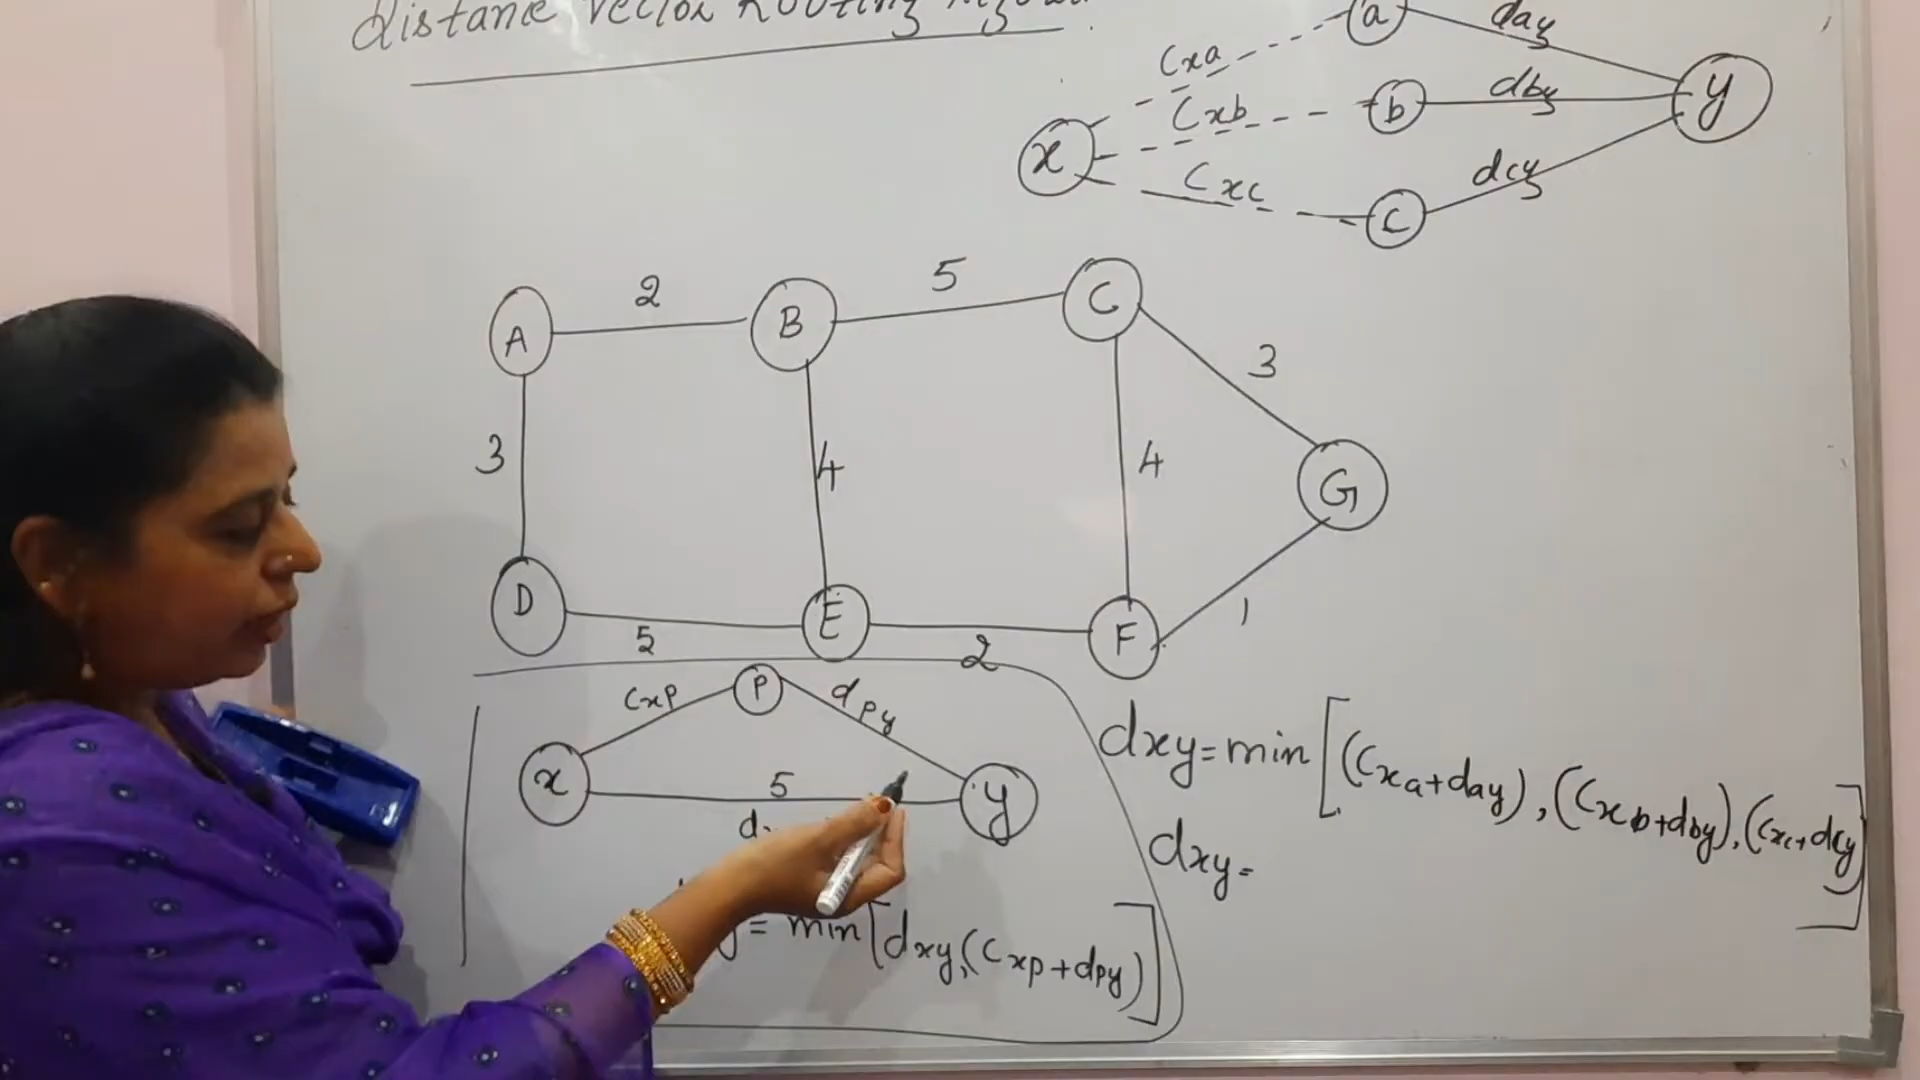 distance vector Routing
a
day
Cxa
Cxb
b
dby
y
x
Cxc
dcy
C
A
2
B
5
C
3
3
4
4
G
D
5
E
2
F
1
Cxp
P
dpy
x
5
y
dxy = min [(Cxa+day), (Cxb+dby), (Cxc+dcy)]
dxy =
y = min [dxy, (Cxp+dpy)]